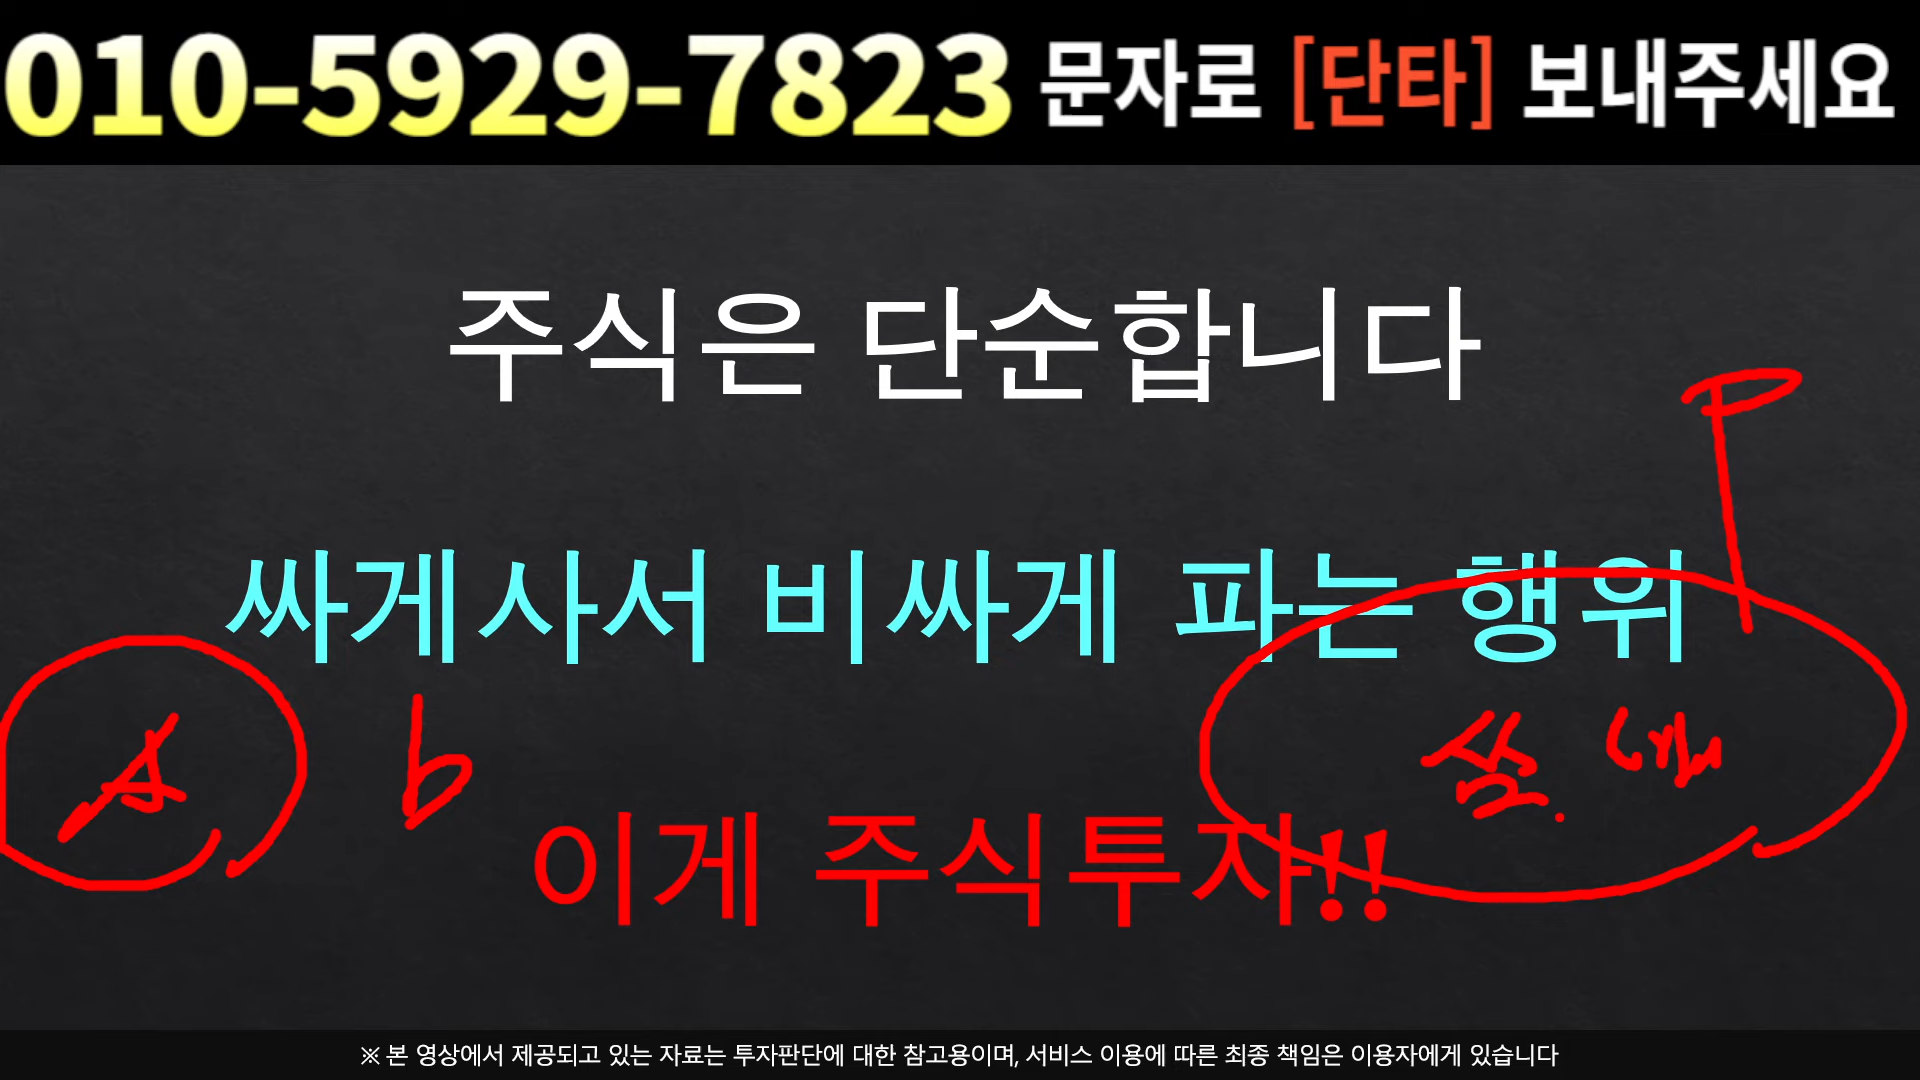 010-5929-7823 문자로 [단타] 보내주세요
주식은 단순합니다
싸게사서 비싸게 파는 행위
b
이게 주식투자!!
※ 본 영상에서 제공되고 있는 자료는 투자판단에 대한 참고용이며, 서비스 이용에 따른 최종 책임은 이용자에게 있습니다